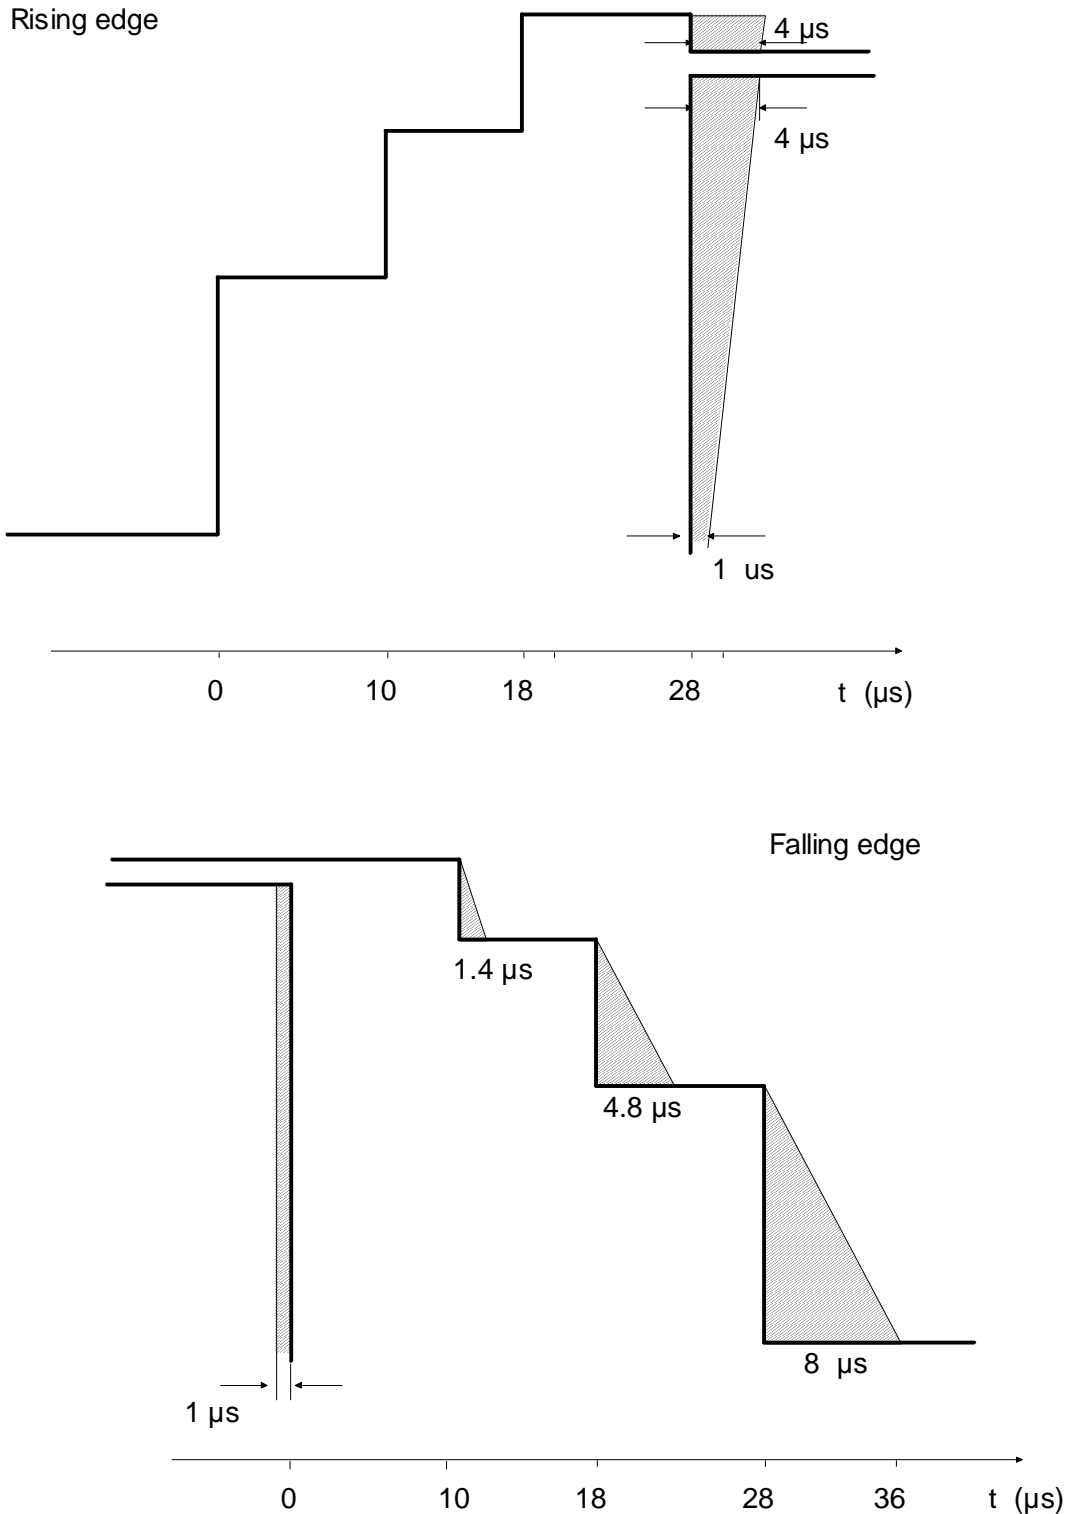 Rising edge
4 µs
4 µs
1 us
0 10 18 28 t (µs)
Falling edge
1.4 µs
4.8 µs
8 µs
1 µs
0 10 18 28 36 t (µs)